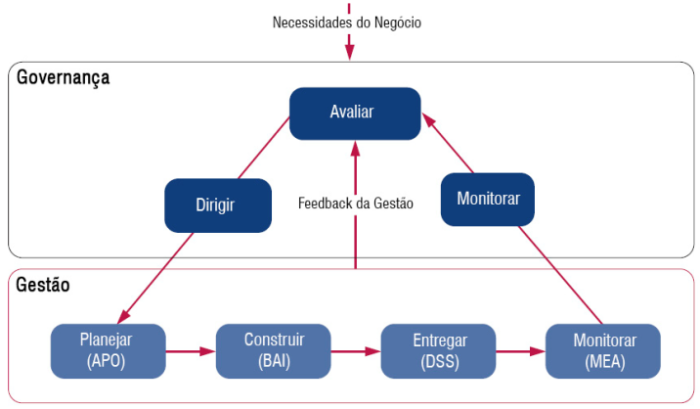 Necessidades do Negócio
Governança
Avaliar
Dirigir
Feedback da Gestão
Monitorar
Gestão
Planejar
(APO)
Construir
(BAI)
Entregar
(DSS)
Monitorar
(MEA)